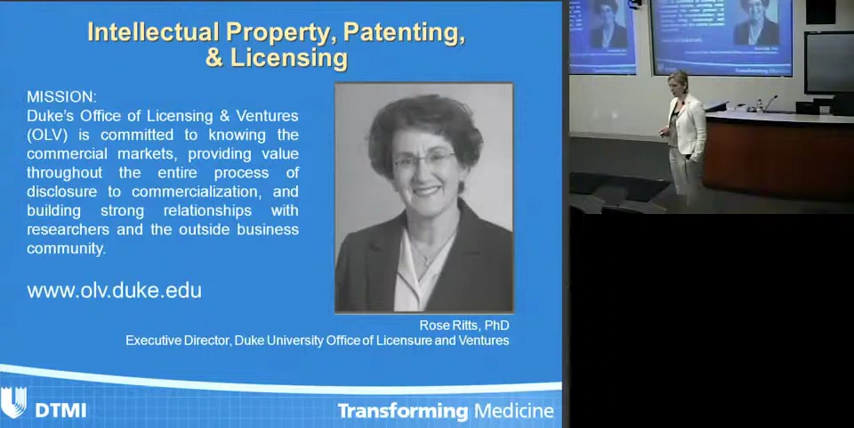 Intellectual Property, Patenting,
& Licensing
MISSION:
Duke's Office of Licensing & Ventures
(OLV) is committed to knowing the
commercial markets, providing value
throughout the entire process of
disclosure to commercialization, and
building strong relationships with
researchers and the outside business
community.
www.olv.duke.edu
Rose Ritts, PhD
Executive Director, Duke University Office of Licensure and Ventures
DTMI
Transforming Medicine
Transforming Medicine